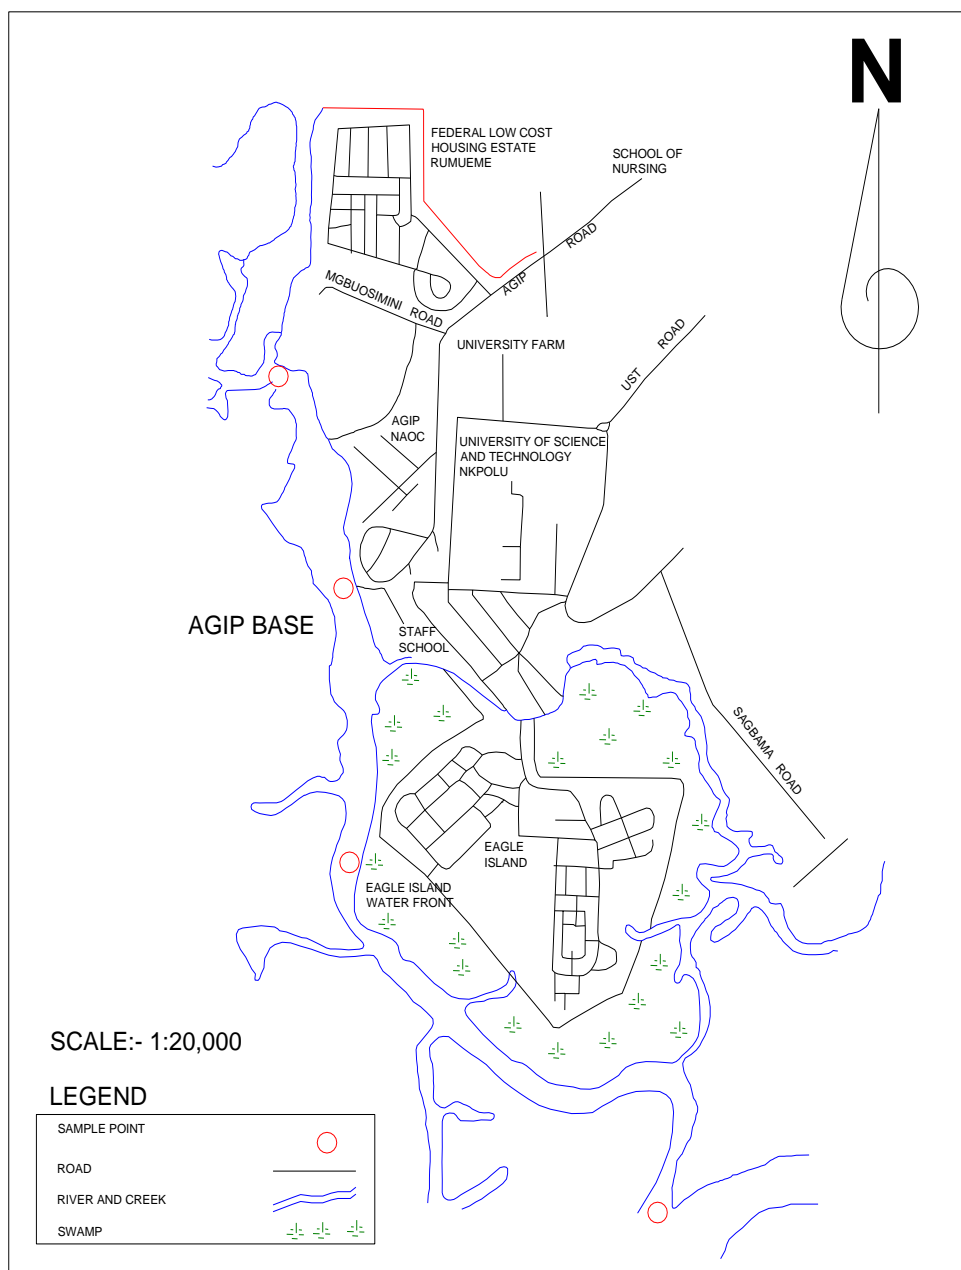 N
FEDERAL LOW COST
HOUSING ESTATE
RUMUEME
SCHOOL OF
NURSING
AGIP ROAD
MGBUOSIMINI ROAD
UNIVERSITY FARM
UST ROAD
AGIP
NAOC
UNIVERSITY OF SCIENCE
AND TECHNOLOGY
NKPOLU
AGIP BASE
STAFF
SCHOOL
SAGBAMA ROAD
EAGLE
ISLAND
EAGLE ISLAND
WATER FRONT
SCALE:- 1:20,000
LEGEND
SAMPLE POINT
ROAD
RIVER AND CREEK
SWAMP